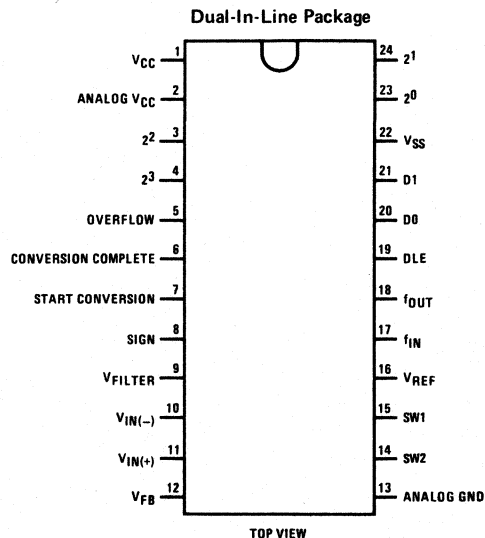 Dual-In-Line Package
VCC 1 24 2¹
ANALOG VCC 2 23 2⁰
2² 3 22 VSS
2³ 4 21 D1
OVERFLOW 5 20 D0
CONVERSION COMPLETE 6 19 DLE
START CONVERSION 7 18 fOUT
SIGN 8 17 fIN
VFILTER 9 16 VREF
VIN(–) 10 15 SW1
VIN(+) 11 14 SW2
VFB 12 13 ANALOG GND
TOP VIEW